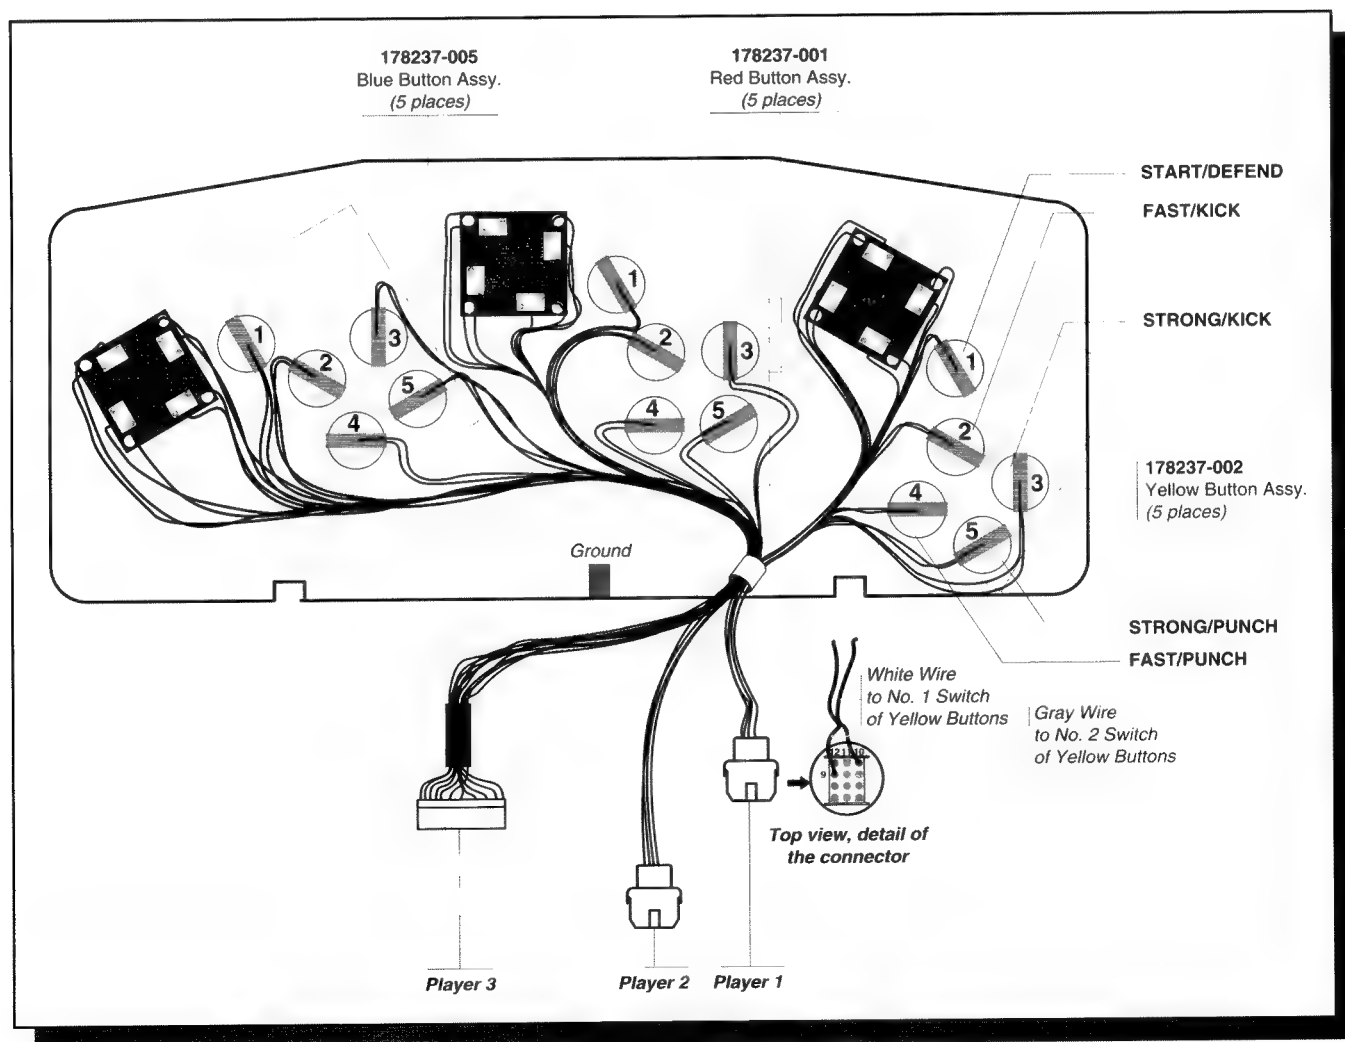 178237-005
Blue Button Assy.
(5 places)
178237-001
Red Button Assy.
(5 places)
START/DEFEND
FAST/KICK
STRONG/KICK
1
2
3
4
5
1
2
3
4
5
1
2
3
4
5
178237-002
Yellow Button Assy.
(5 places)
Ground
STRONG/PUNCH
FAST/PUNCH
White Wire
to No. 1 Switch
of Yellow Buttons
Gray Wire
to No. 2 Switch
of Yellow Buttons
12 11 10
9
Top view, detail of
the connector
Player 3
Player 2
Player 1